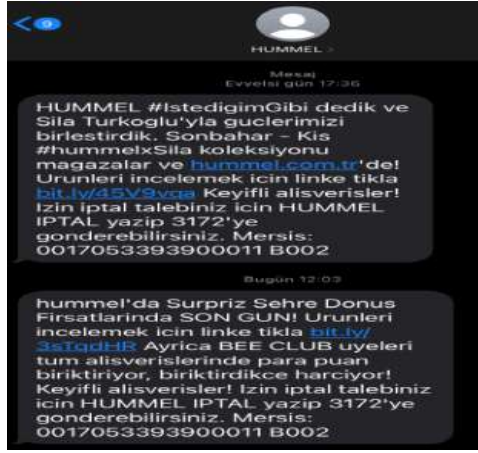 9
HUMMEL >
Mesaj
Evvelsi gün 17:36
HUMMEL #IstedigimGibi dedik ve
Sila Turkoglu'yla guclerimizi
birlestirdik. Sonbahar - Kis
#hummelxSila koleksiyonu
magazalar ve hummel.com.tr'de!
Urunleri incelemek icin linke tikla
bit.ly/45V9vqa Keyifli alisverisler!
Izin iptal talebiniz icin HUMMEL
IPTAL yazip 3172'ye
gonderebilirsiniz. Mersis:
0017053393900011 B002
Bugün 12:03
hummel'da Surpriz Sehre Donus
Firsatlarinda SON GUN! Urunleri
incelemek icin linke tikla bit.ly/
3sTqdHR Ayrica BEE CLUB uyeleri
tum alisverislerinde para puan
biriktiriyor, biriktirdikce harciyor!
Keyifli alisverisler! Izin iptal talebiniz
icin HUMMEL IPTAL yazip 3172'ye
gonderebilirsiniz. Mersis:
0017053393900011 B002